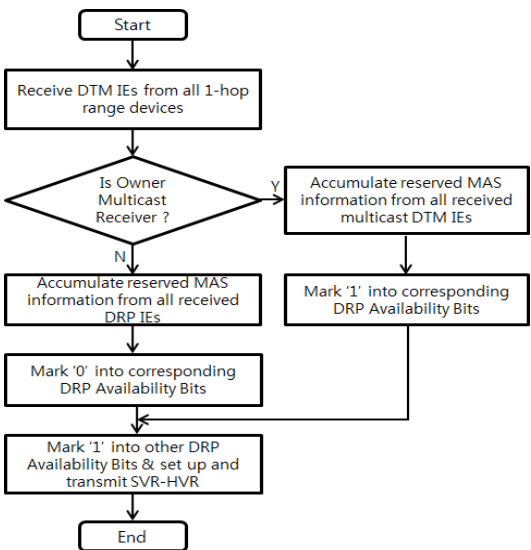 Start
Receive DTM IEs from all 1-hop
range devices
Is Owner
Multicast
Receiver ?
Y
Accumulate reserved MAS
information from all received
multicast DTM IEs
N
Accumulate reserved MAS
information from all received
DRP IEs
Mark '1' into corresponding
DRP Availability Bits
Mark '0' into corresponding
DRP Availability Bits
Mark '1' into other DRP
Availability Bits & set up and
transmit SVR-HVR
End